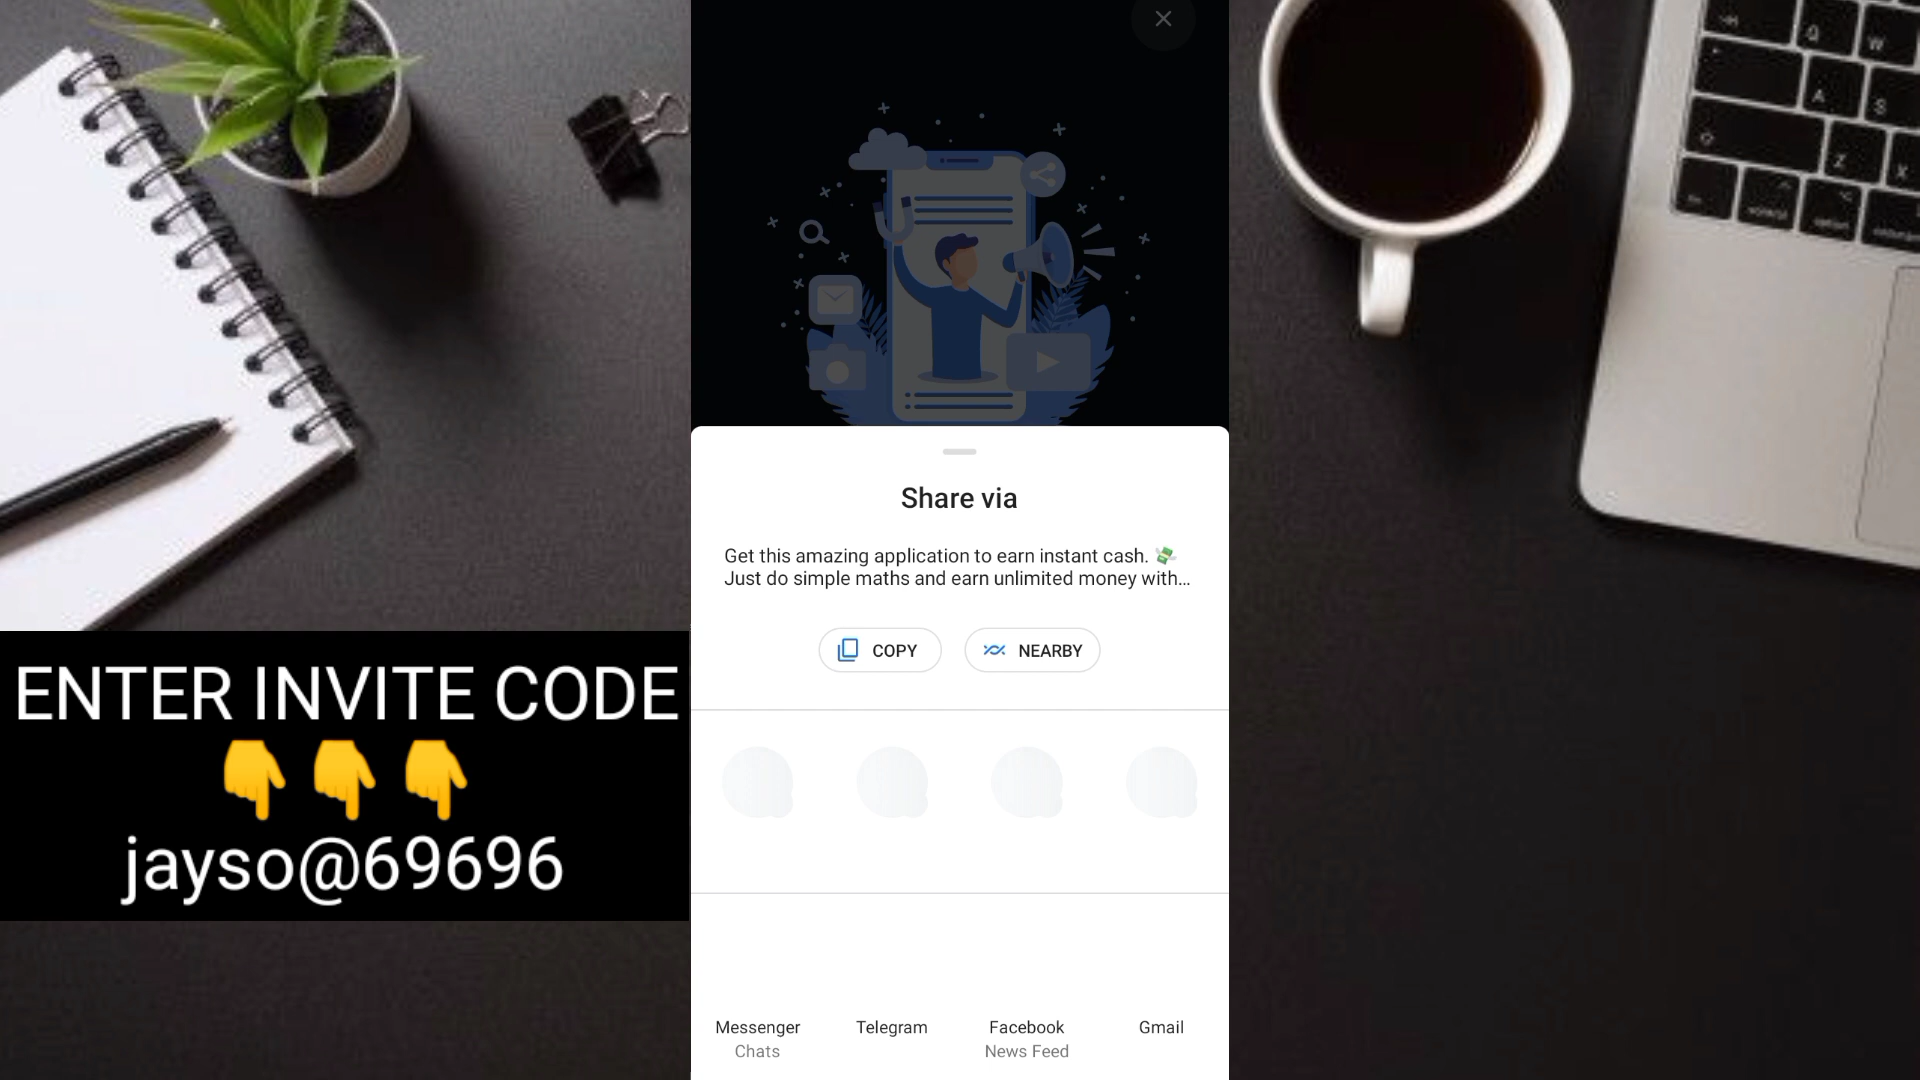 ENTER INVITE CODE
👇👇👇
jayso@69696
Share via
Get this amazing application to earn instant cash. 💸
Just do simple maths and earn unlimited money with...
COPY
NEARBY
Messenger
Chats
Telegram
Facebook
News Feed
Gmail
Q
W
A
S
Z
X